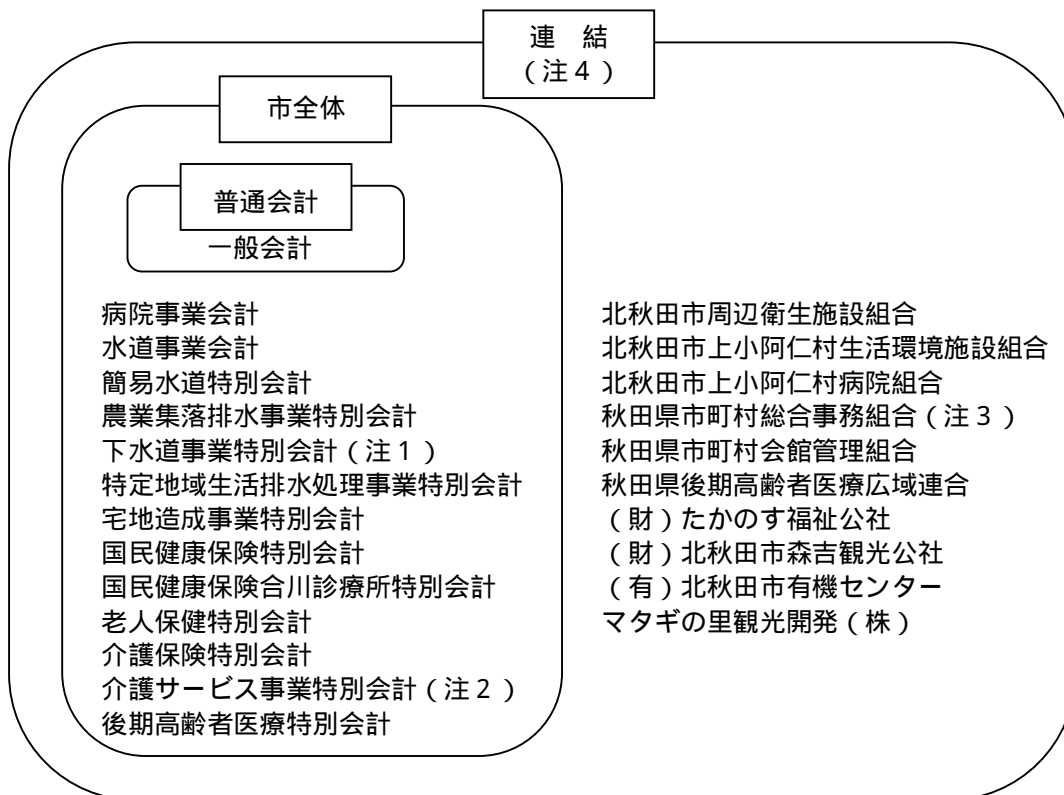 連　結
（注４）
市全体
普通会計
一般会計
病院事業会計
水道事業会計
簡易水道特別会計
農業集落排水事業特別会計
下水道事業特別会計（注１）
特定地域生活排水処理事業特別会計
宅地造成事業特別会計
国民健康保険特別会計
国民健康保険合川診療所特別会計
老人保健特別会計
介護保険特別会計
介護サービス事業特別会計（注２）
後期高齢者医療特別会計
北秋田市周辺衛生施設組合
北秋田市上小阿仁村生活環境施設組合
北秋田市上小阿仁村病院組合
秋田県市町村総合事務組合（注３）
秋田県市町村会館管理組合
秋田県後期高齢者医療広域連合
（財）たかのす福祉公社
（財）北秋田市森吉観光公社
（有）北秋田市有機センター
マタギの里観光開発（株）